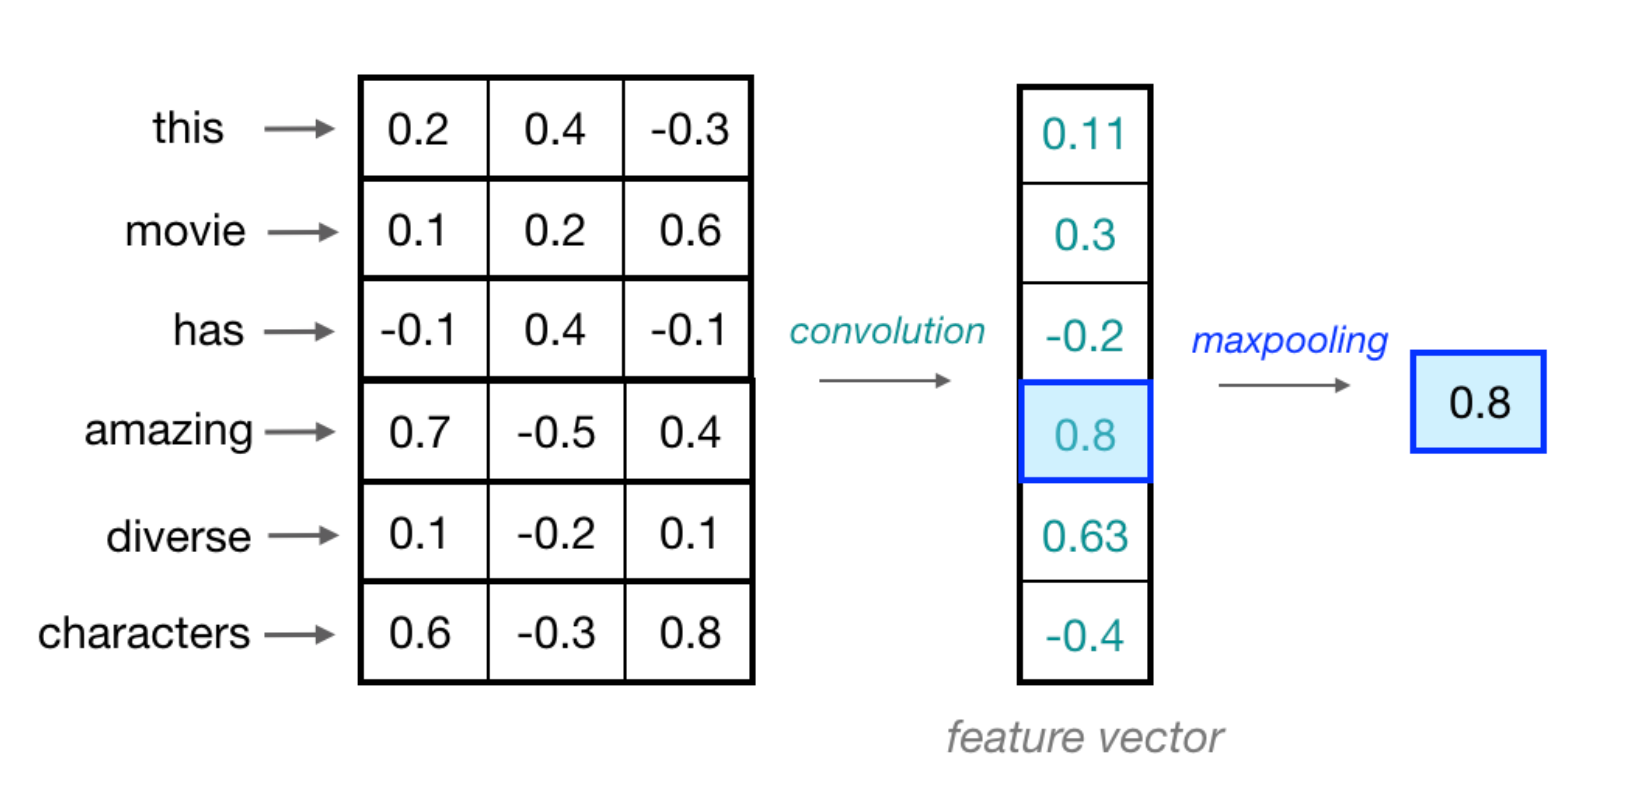 this 0.2 0.4 -0.3
movie 0.1 0.2 0.6
has -0.1 0.4 -0.1
amazing 0.7 -0.5 0.4
diverse 0.1 -0.2 0.1
characters 0.6 -0.3 0.8
convolution
0.11
0.3
-0.2
0.8
0.63
-0.4
feature vector
maxpooling
0.8